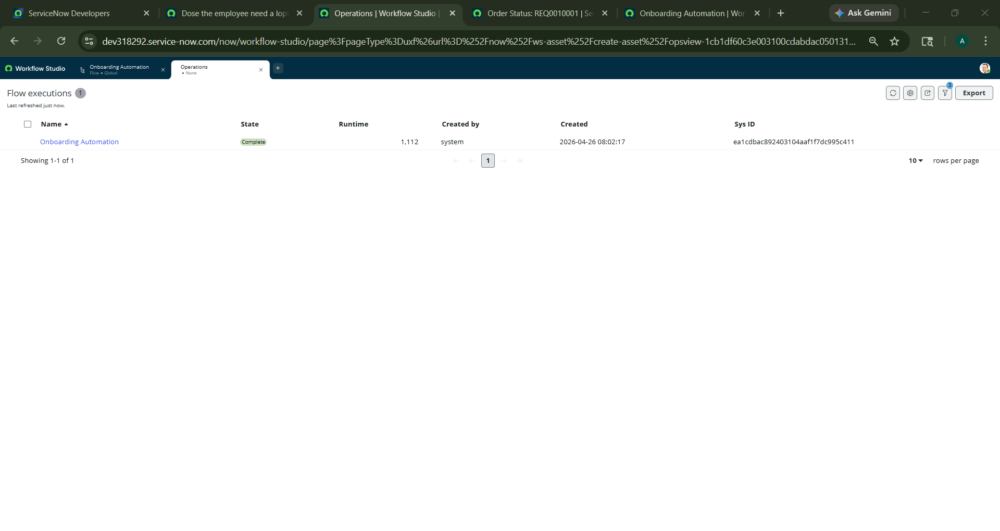 ServiceNow Developers
Dose the employee need a lop
Operations | Workflow Studio |
Order Status: REQ0010001 | Se
Onboarding Automation | Wor
Ask Gemini
dev318292.service-now.com/now/workflow-studio/page%3FpageType%3Duxf%26url%3D%252Fnow%252Fws-asset%252Fcreate-asset%252Fopsview-1cb1df60c3e003100cdabdac050131...
A
Workflow Studio
Onboarding Automation
Flow • Global
Operations
• None
Flow executions 1
Last refreshed just now.
3
Export
Name State Runtime Created by Created Sys ID
Onboarding Automation Complete 1,112 system 2026-04-26 08:02:17 ea1cdbac892403104aaf1f7dc995c411
Showing 1-1 of 1 1 10 rows per page